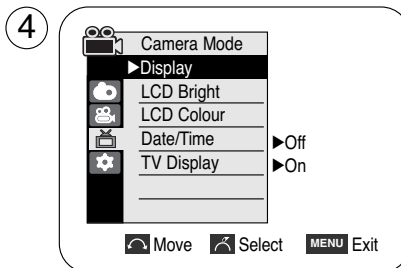 4
Camera Mode
▶Display
LCD Bright
LCD Colour
Date/Time ▶Off
TV Display ▶On
Move Select MENU Exit